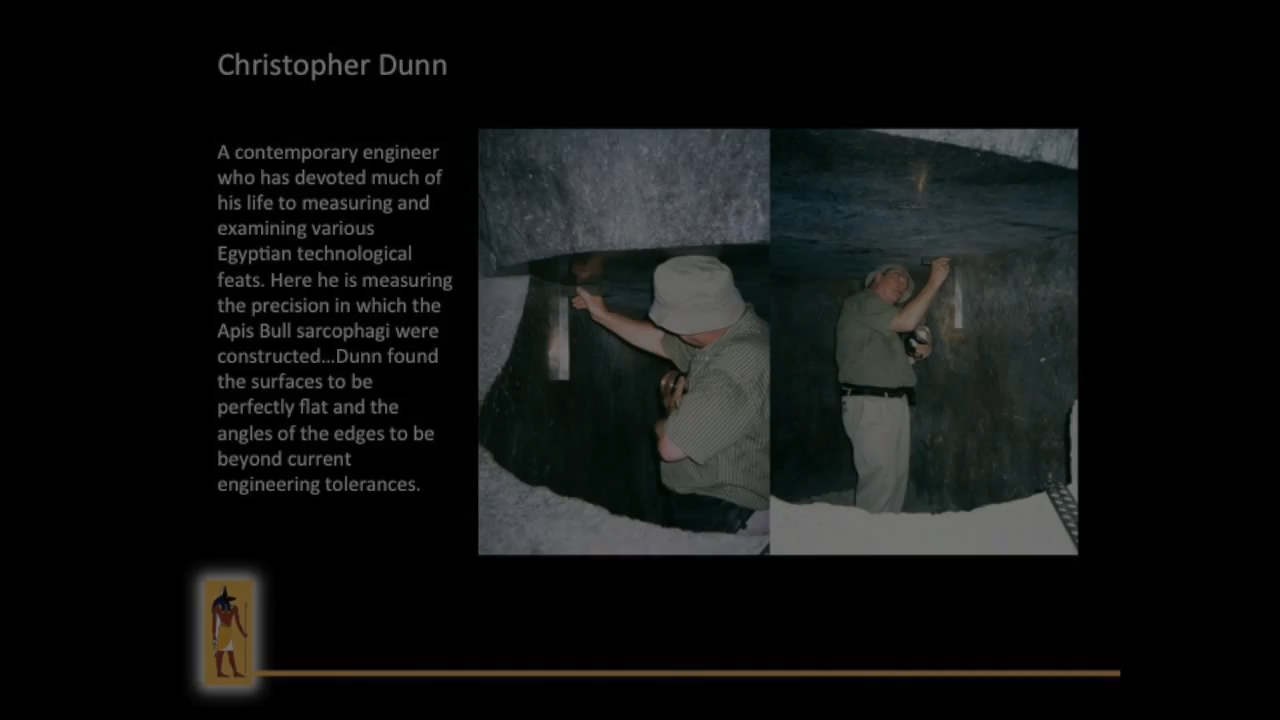 Christopher Dunn
A contemporary engineer
who has devoted much of
his life to measuring and
examining various
Egyptian technological
feats. Here he is measuring
the precision in which the
Apis Bull sarcophagi were
constructed...Dunn found
the surfaces to be
perfectly flat and the
angles of the edges to be
beyond current
engineering tolerances.